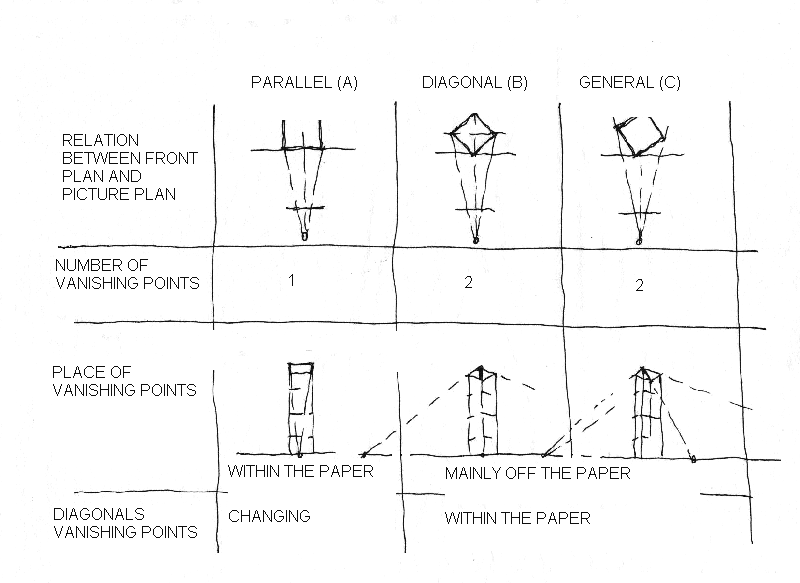 PARALLEL (A)
DIAGONAL (B)
GENERAL (C)
RELATION
BETWEEN FRONT
PLAN AND
PICTURE PLAN
NUMBER OF
VANISHING POINTS
1
2
2
PLACE OF
VANISHING POINTS
WITHIN THE PAPER
MAINLY OFF THE PAPER
DIAGONALS
VANISHING POINTS
CHANGING
WITHIN THE PAPER